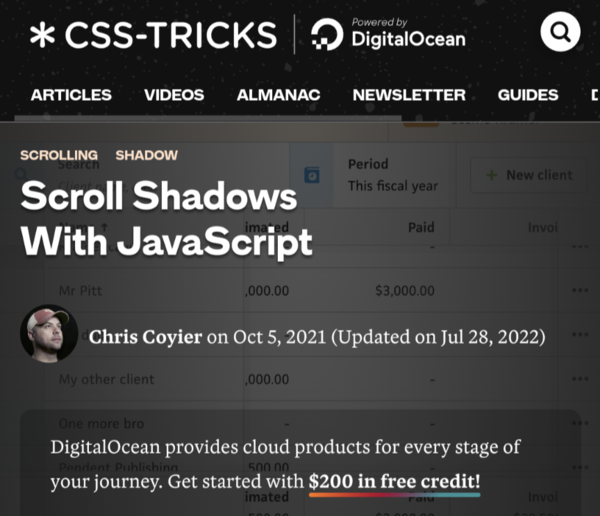 * CSS-TRICKS
Powered by
DigitalOcean
ARTICLES VIDEOS ALMANAC NEWSLETTER GUIDES
SCROLLING SHADOW
Search
Period
This fiscal year
+ New client
Scroll Shadows
With JavaScript
imated Paid Invoi
Mr Pitt ,000.00 $3,000.00
Chris Coyier on Oct 5, 2021 (Updated on Jul 28, 2022)
My other client ,000.00 -
One more bro - -
DigitalOcean provides cloud products for every stage of
Pendent Publishing 500.00
your journey. Get started with $200 in free credit!
imated Paid Invoi